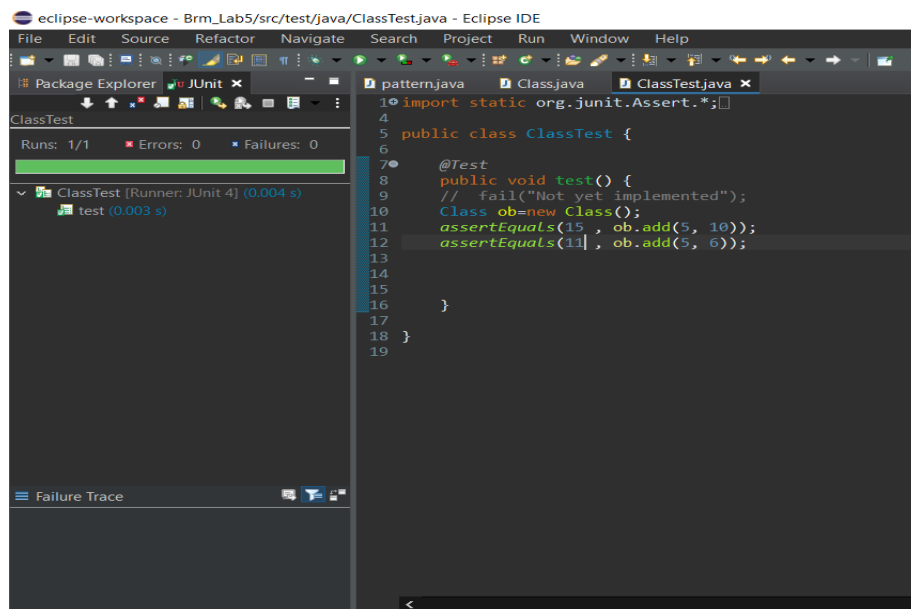 eclipse-workspace - Brm_Lab5/src/test/java/ClassTest.java - Eclipse IDE
File Edit Source Refactor Navigate Search Project Run Window Help
Package Explorer JUnit
ClassTest
Runs: 1/1 Errors: 0 Failures: 0
ClassTest [Runner: JUnit 4] (0.004 s)
test (0.003 s)
Failure Trace
pattern.java Class.java ClassTest.java
1 import static org.junit.Assert.*;
4
5 public class ClassTest {
6
7 @Test
8 public void test() {
9 // fail("Not yet implemented");
10 Class ob=new Class();
11 assertEquals(15 , ob.add(5, 10));
12 assertEquals(11 , ob.add(5, 6));
13
14
15
16 }
17
18 }
19